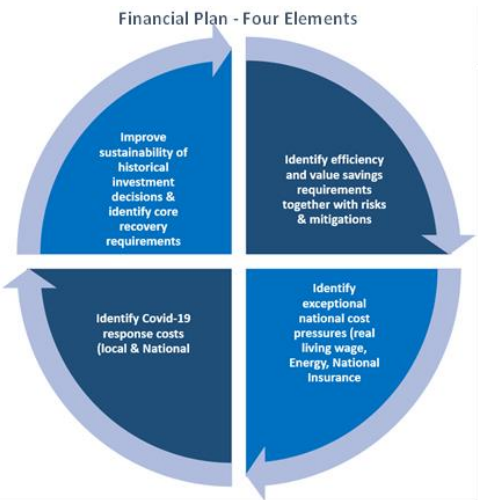 Financial Plan - Four Elements
Improve
sustainability of
historical
investment
decisions &
identify core
recovery
requirements
Identify efficiency
and value savings
requirements
together with risks
& mitigations
Identify Covid-19
response costs
(local & National
Identify
exceptional
national cost
pressures (real
living wage,
Energy, National
Insurance